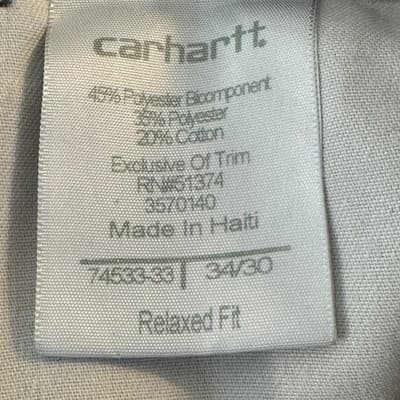 carhartt.
45% Polyester Bicomponent
35% Polyester
20% Cotton
Exclusive Of Trim
RN#51374
3570140
Made In Haiti
74533-33 | 34/30
Relaxed Fit